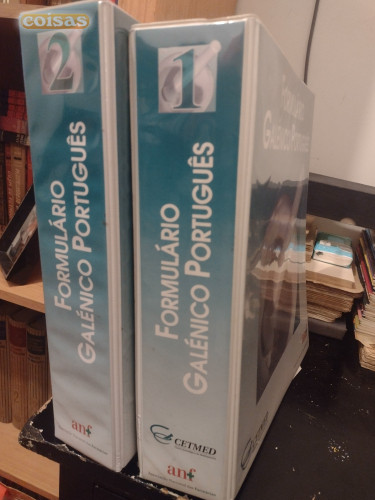 coisas
2
FORMULÁRIO
GALÉNICO PORTUGUÊS
anf
1
FORMULÁRIO
GALÉNICO PORTUGUÊS
CETMED
anf